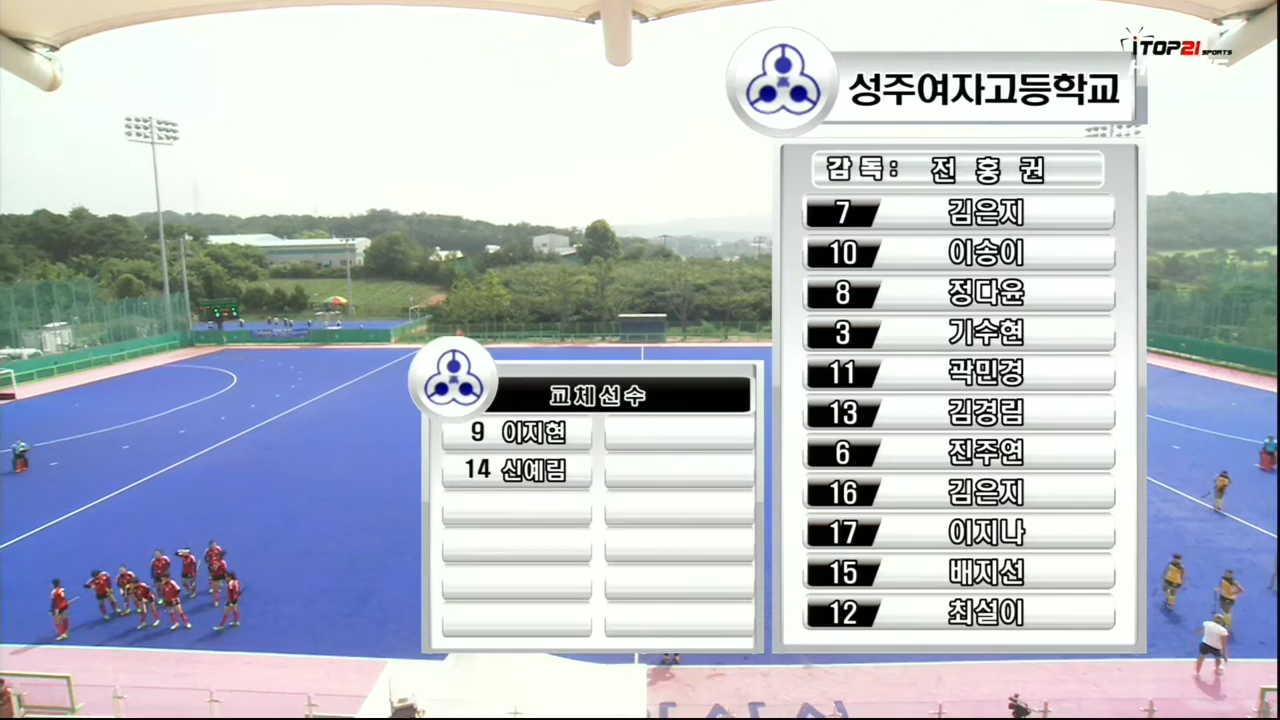 iTOP21 SPORTS
성주여자고등학교
감독: 전홍권
7 김은지
10 이송이
8 정다윤
3 기수현
11 곽민경
13 김경림
6 진주연
16 김은지
17 이지나
15 배지선
12 최설이
교체선수
9 이지현
14 신예림